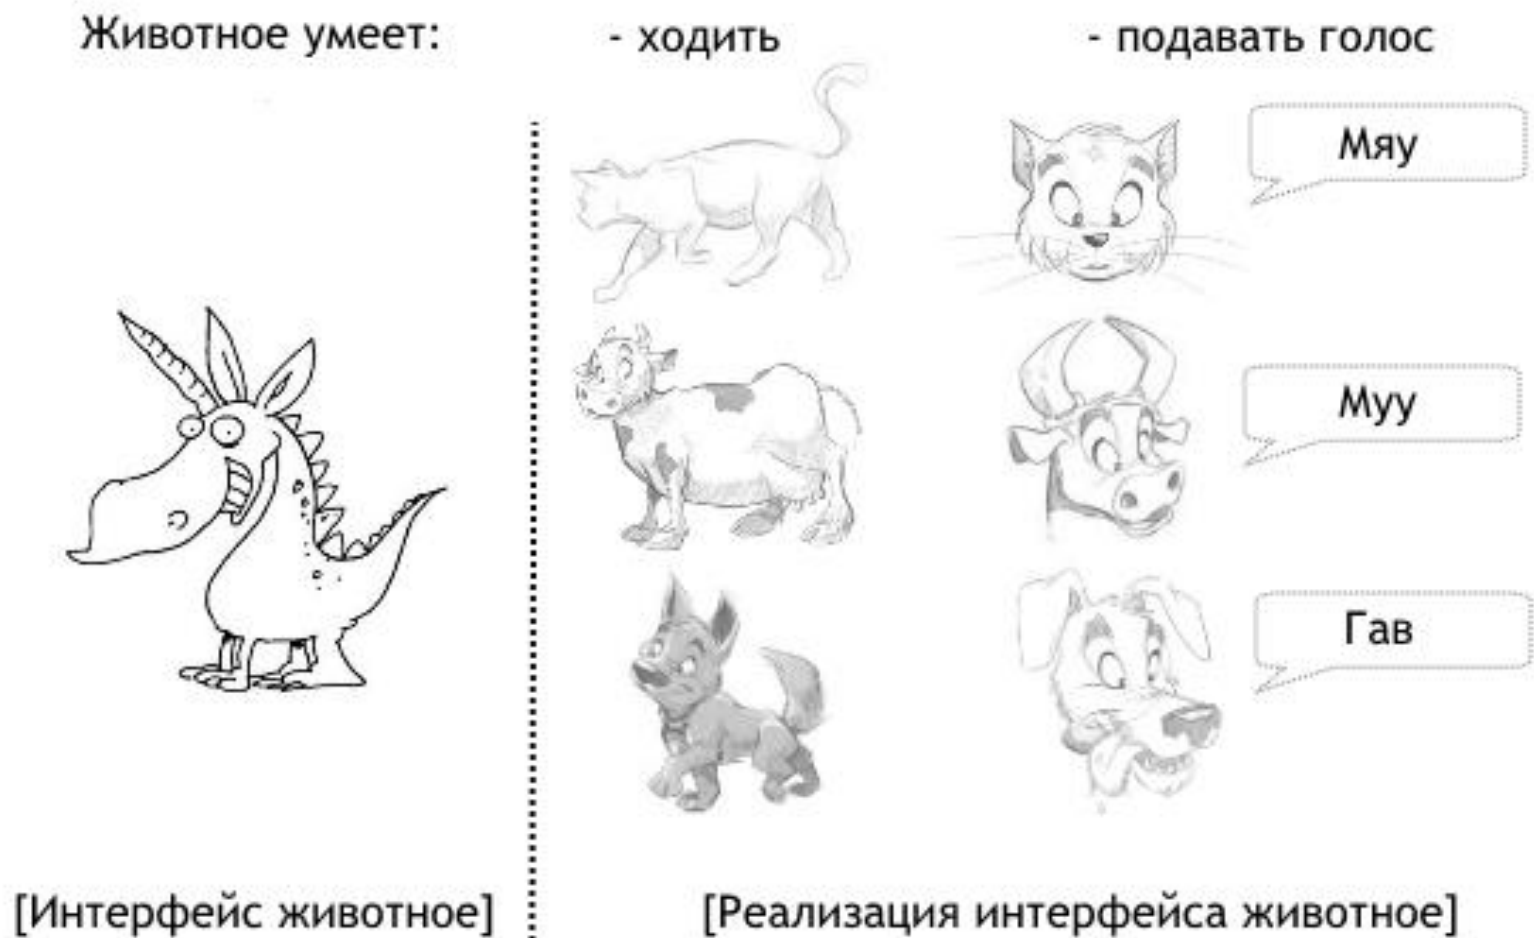 Животное умеет:
- ходить
- подавать голос
Мяу
Муу
Гав
[Интерфейс животное]
[Реализация интерфейса животное]